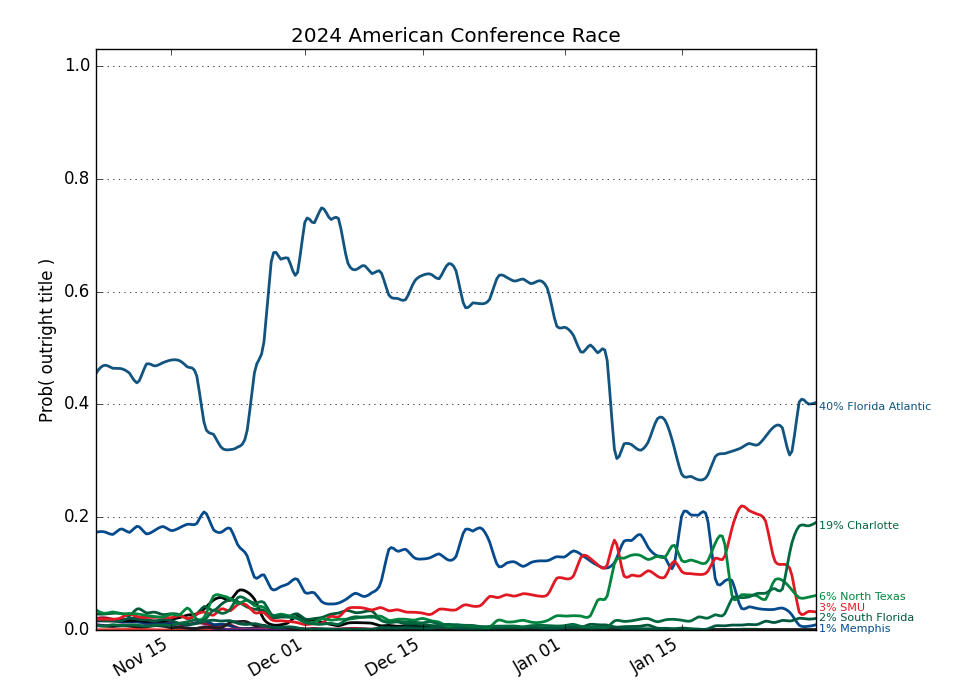 2024 American Conference Race
Prob( outright title )
1.0
0.8
0.6
0.4
0.2
0.0
40% Florida Atlantic
19% Charlotte
6% North Texas
3% SMU
2% South Florida
1% Memphis
Nov 15
Dec 01
Dec 15
Jan 01
Jan 15